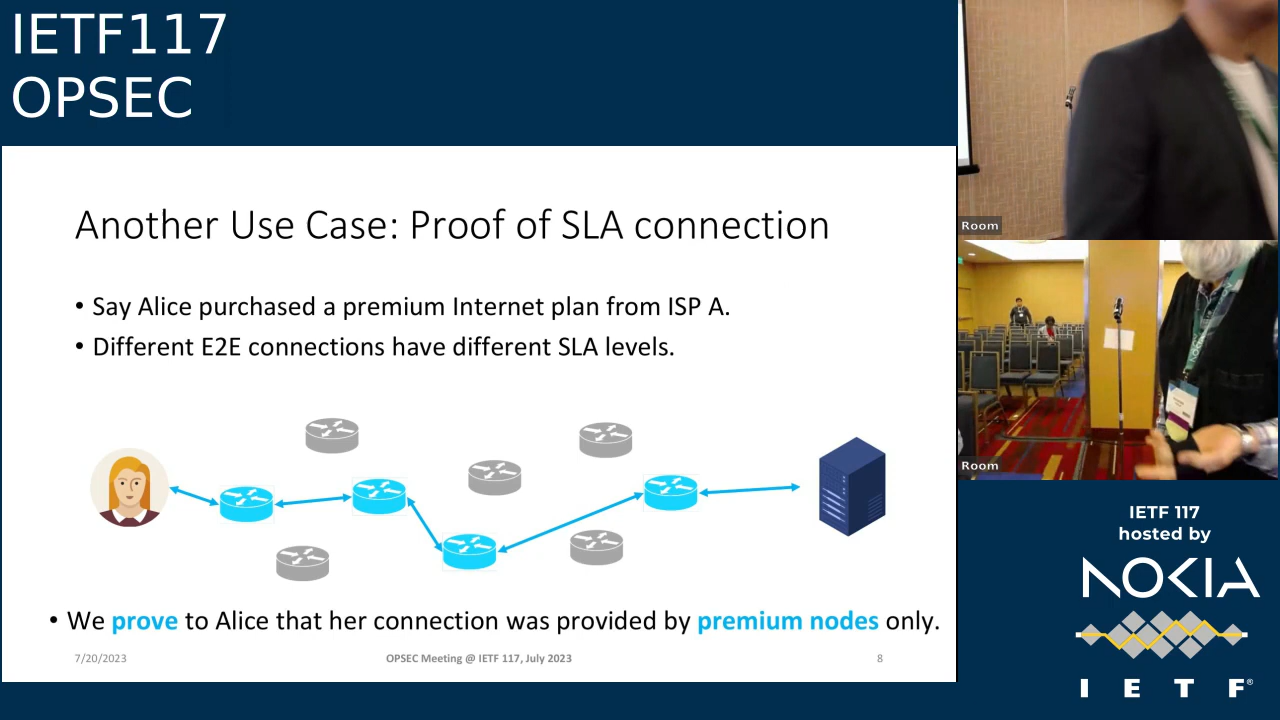 IETF117
OPSEC
Another Use Case: Proof of SLA connection
• Say Alice purchased a premium Internet plan from ISP A.
• Different E2E connections have different SLA levels.
• We prove to Alice that her connection was provided by premium nodes only.
7/20/2023
OPSEC Meeting @ IETF 117, July 2023
8
Room
Room
IETF 117
hosted by
NOKIA
I E T F®